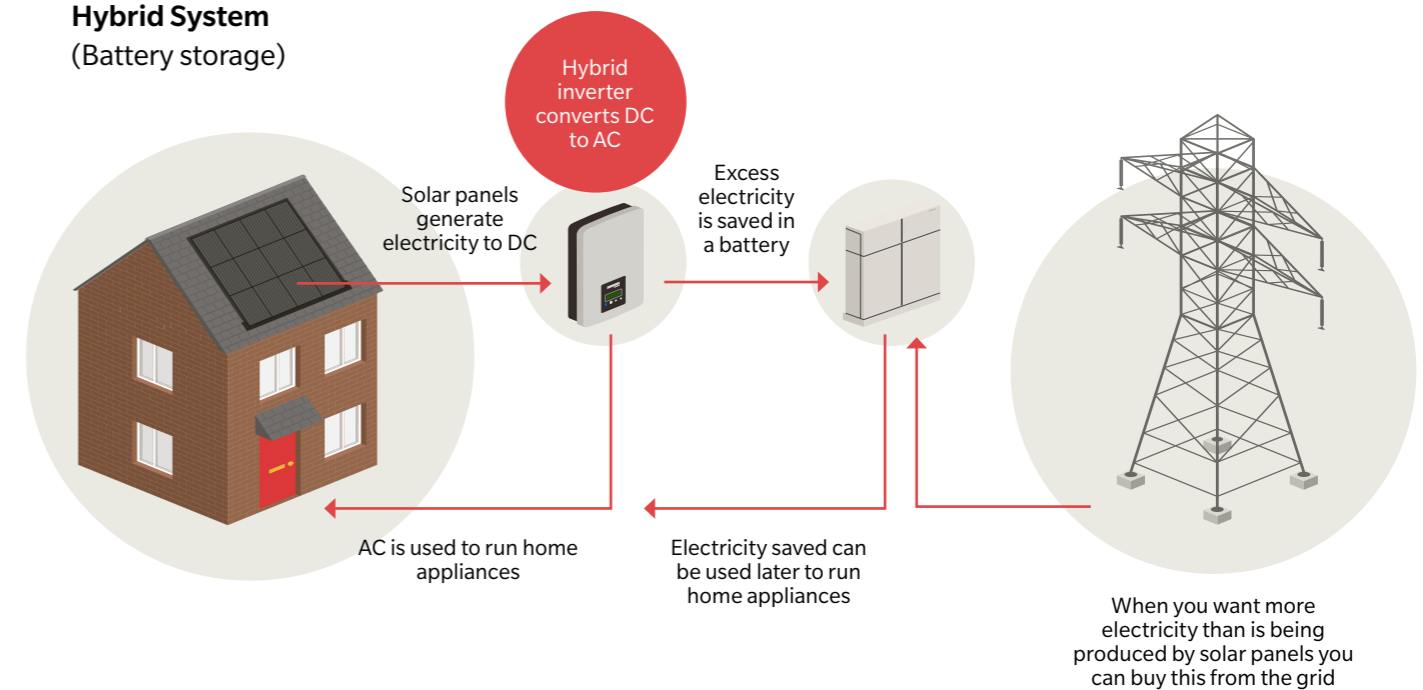 Hybrid System
(Battery storage)
Hybrid
inverter
converts DC
to AC
Solar panels
generate
electricity to DC
Excess
electricity
is saved in
a battery
AC is used to run home
appliances
Electricity saved can
be used later to run
home appliances
When you want more
electricity than is being
produced by solar panels you
can buy this from the grid